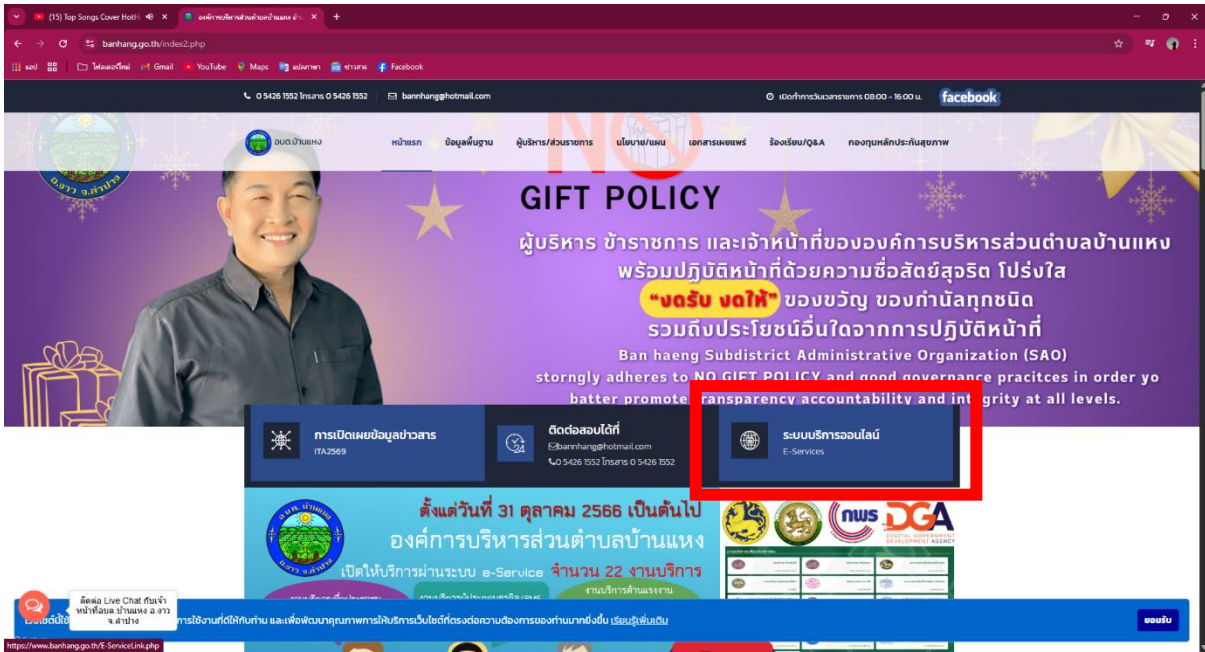 (15) Top Songs Cover HotH
องค์การบริหารส่วนตำบลบ้านแหง อำ
banhang.go.th/index2.php
แอป
โฟลเดอร์ใหม่
Gmail
YouTube
Maps
แปลภาษา
ข่าวสาร
Facebook
0 5426 1552 โทรสาร 0 5426 1552
bannhang@hotmail.com
เปิดทำการวันเวลาราชการ 08:00 - 16:00 น.
facebook
อบต.บ้านแหง
หน้าแรก
ข้อมูลพื้นฐาน
ผู้บริหาร/ส่วนราชการ
นโยบาย/แผน
เอกสารเผยแพร่
ร้องเรียน/Q&A
กองทุนหลักประกันสุขภาพ
อ.งาว จ.ลำปาง
NO
GIFT POLICY
ผู้บริหาร ข้าราชการ และเจ้าหน้าที่ขององค์การบริหารส่วนตำบลบ้านแหง
พร้อมปฏิบัติหน้าที่ด้วยความซื่อสัตย์สุจริต โปร่งใส
“งดรับ งดให้” ของขวัญ ของกำนัลทุกชนิด
รวมถึงประโยชน์อื่นใดจากการปฏิบัติหน้าที่
Ban haeng Subdistrict Administrative Organization (SAO)
storngly adheres to NO GIFT POLICY and good governance pracitces in order yo
batter promote transparency accountability and integrity at all levels.
การเปิดเผยข้อมูลข่าวสาร
ITA2569
24
ติดต่อสอบได้ที่
bannhang@hotmail.com
0 5426 1552 โทรสาร 0 5426 1552
ระบบบริการออนไลน์
E-Services
ตั้งแต่วันที่ 31 ตุลาคม 2566 เป็นต้นไป
องค์การบริหารส่วนตำบลบ้านแหง
เปิดให้บริการผ่านระบบ e-Service จำนวน 22 งานบริการ
งานบริการด้านแรงงาน
กพร
DGA
DIGITAL GOVERNMENT
DEVELOPMENT AGENCY
ติดต่อ Live Chat กับเจ้า
หน้าที่อบต.บ้านแหง อ.งาว
จ.ลำปาง
การใช้งานที่ดีให้กับท่าน และเพื่อพัฒนาคุณภาพการให้บริการเว็บไซต์ที่ตรงต่อความต้องการของท่านมากยิ่งขึ้น เรียนรู้เพิ่มเติม
ยอมรับ
https://www.banhang.go.th/E-ServiceLink.php